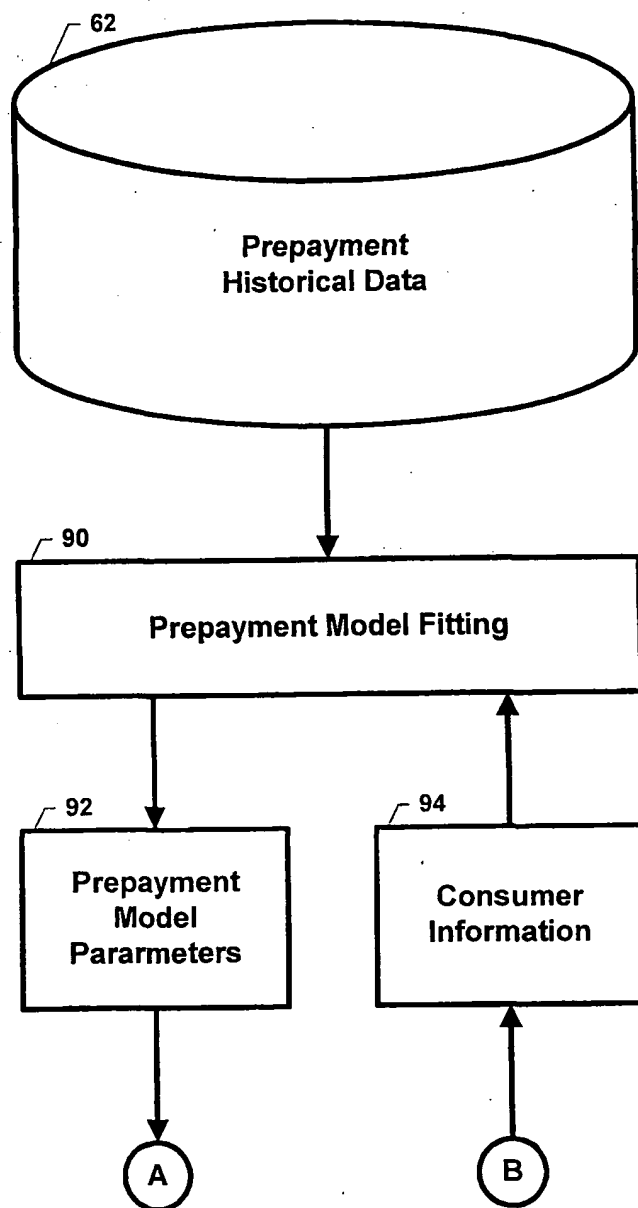 62
Prepayment
Historical Data
90
Prepayment Model Fitting
92
Prepayment
Model
Pararmeters
94
Consumer
Information
A
B